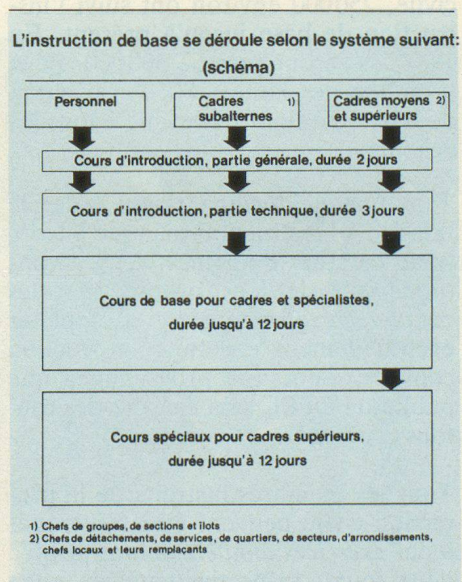 L'instruction de base se déroule selon le système suivant:
(schéma)
Personnel
Cadres 1)
subalternes
Cadres moyens 2)
et supérieurs
Cours d'introduction, partie générale, durée 2 jours
Cours d'introduction, partie technique, durée 3 jours
Cours de base pour cadres et spécialistes,
durée jusqu'à 12 jours
Cours spéciaux pour cadres supérieurs,
durée jusqu'à 12 jours
1) Chefs de groupes, de sections et îlots
2) Chefs de détachements, de services, de quartiers, de secteurs, d'arrondissements,
chefs locaux et leurs remplaçants